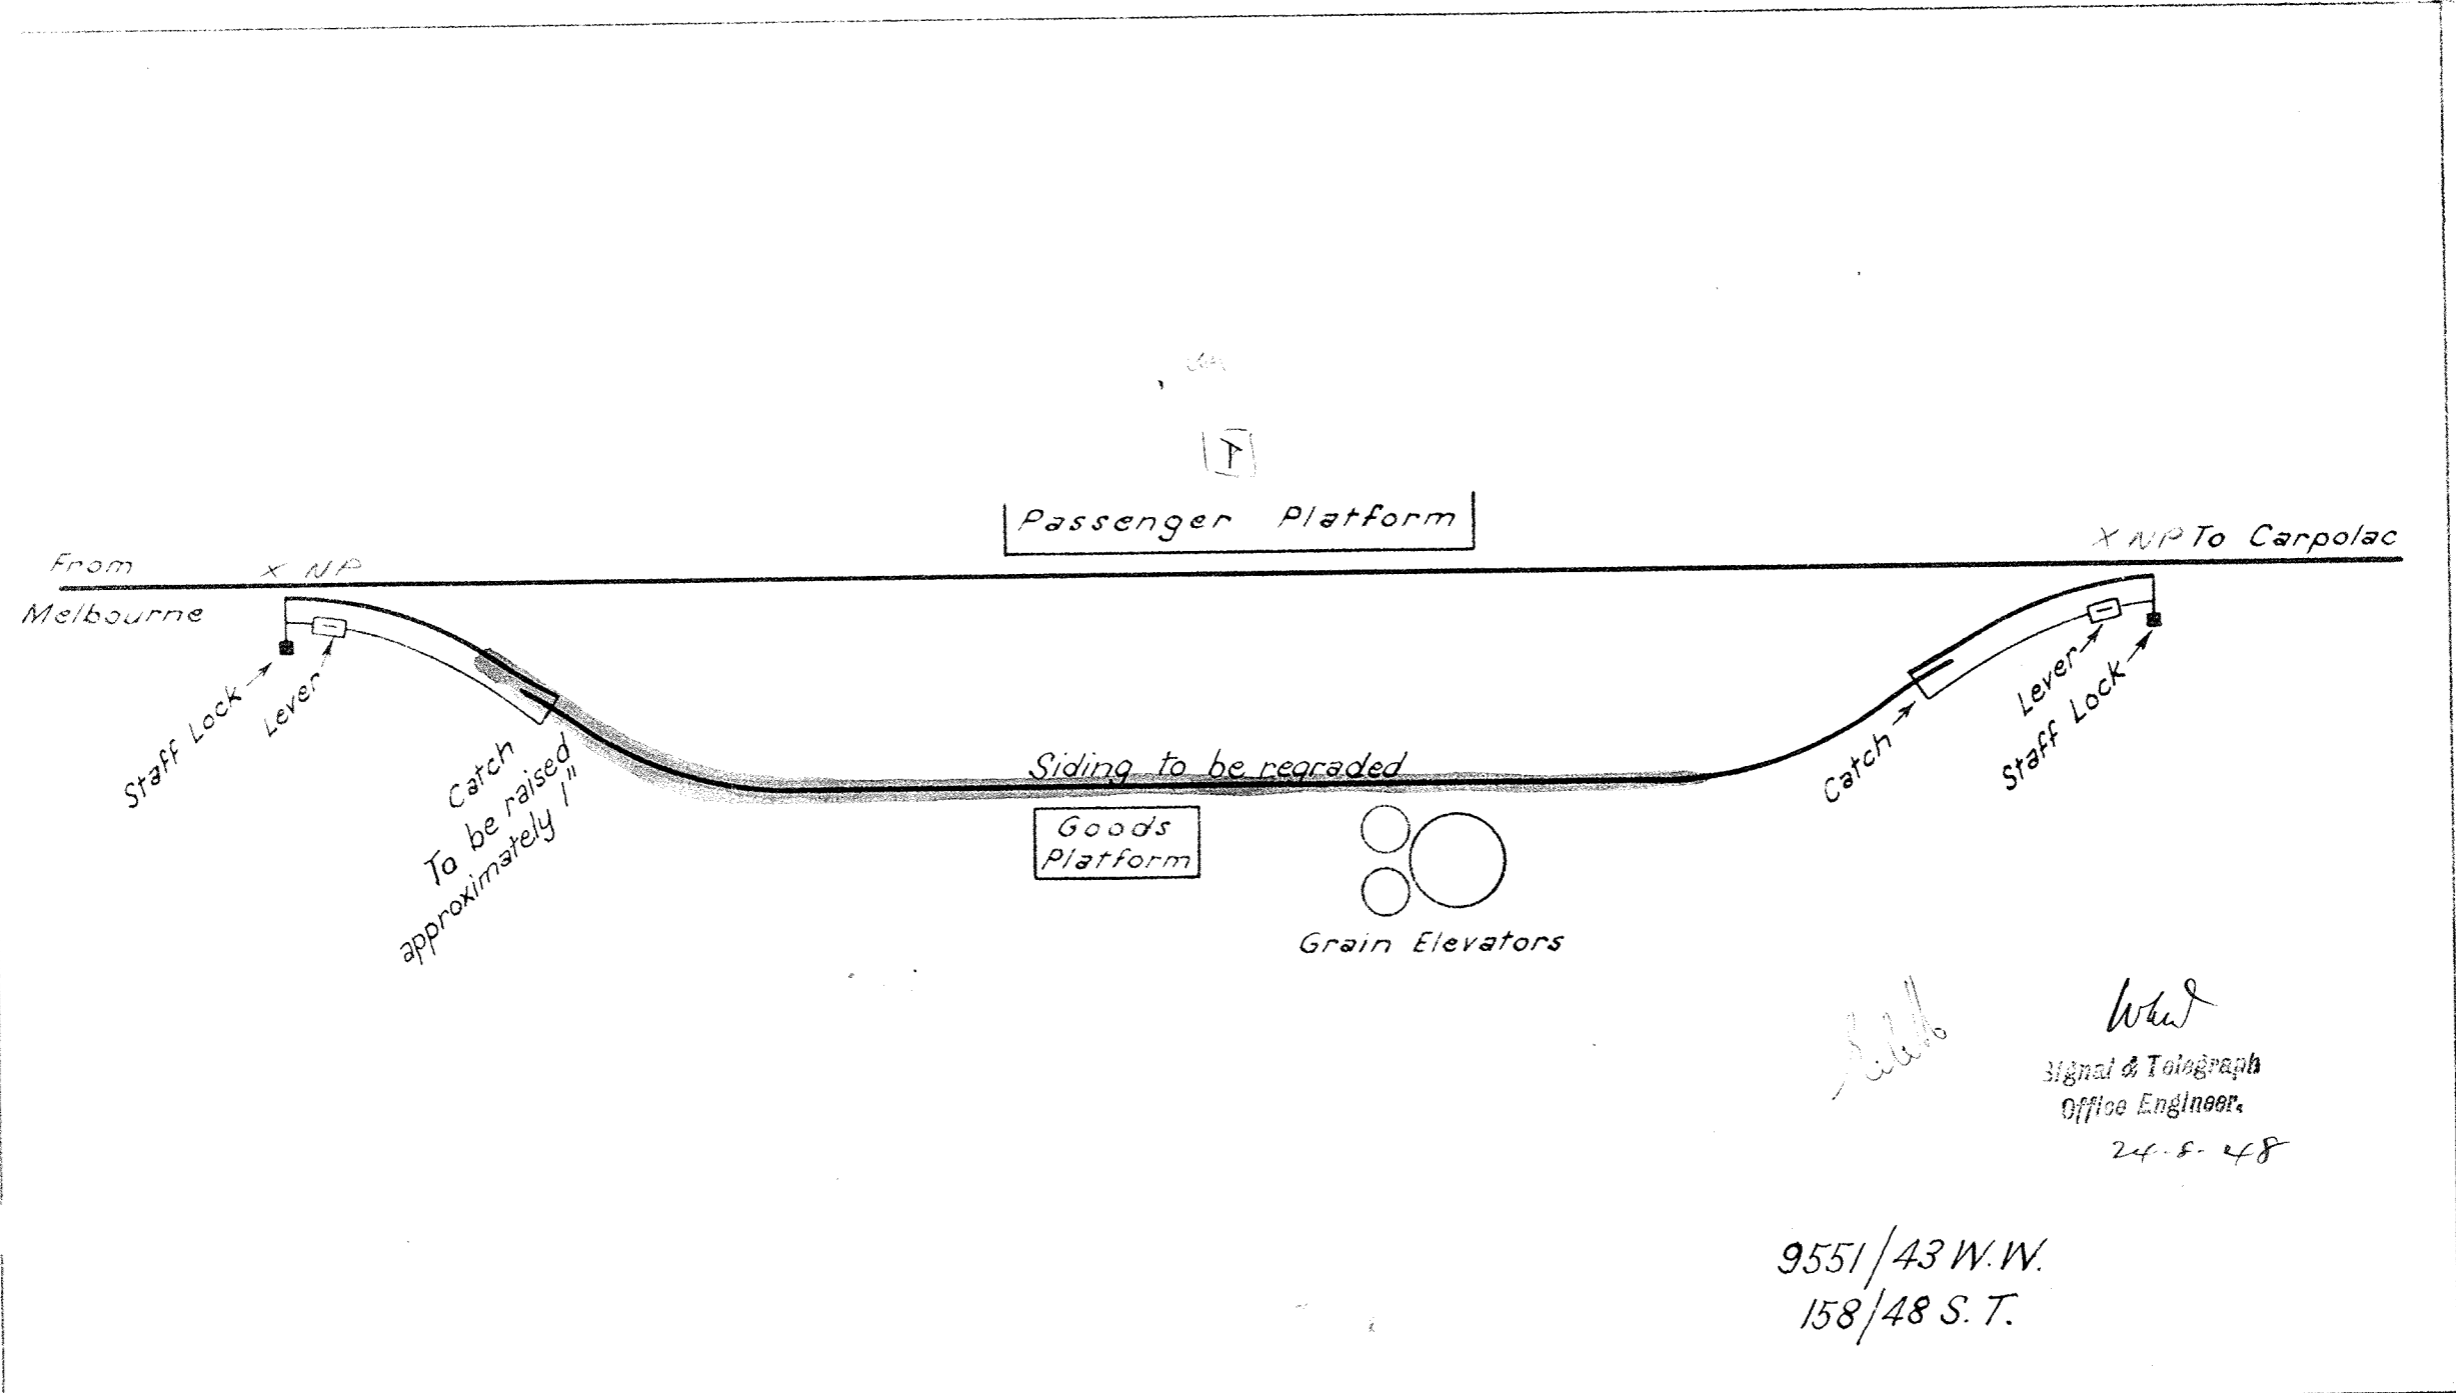 T
Passenger Platform
From
X NP
X NP To Carpolac
Melbourne
Staff Lock
Lever
Catch
To be raised
approximately 1"
Siding to be regraded
Goods
Platform
Grain Elevators
Catch
Lever
Staff Lock
Signal & Telegraph
Office Engineer.
24-8-48
9551/43 W.W.
158/48 S.T.